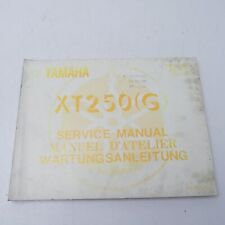 YAMAHA
XT250(G
SERVICE MANUAL
MANUEL D'ATELIER
WARTUNGSANLEITUNG